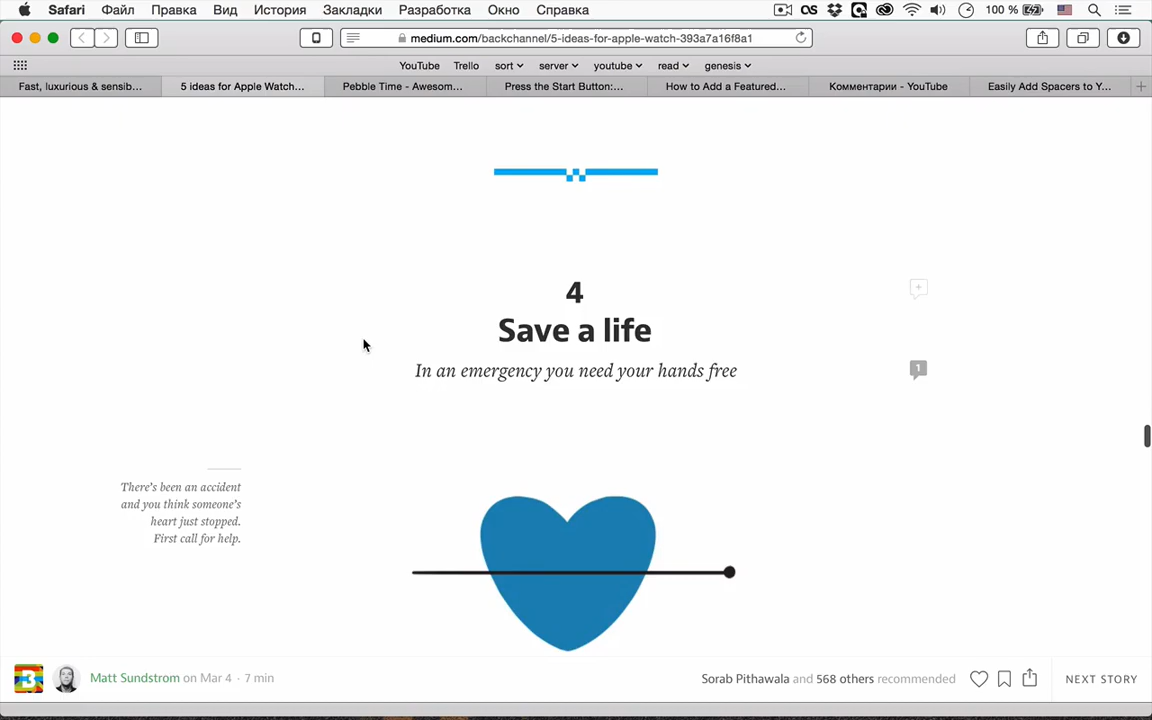 Safari Файл Правка Вид История Закладки Разработка Окно Справка 100 %
medium.com/backchannel/5-ideas-for-apple-watch-393a7a16f8a1
YouTube Trello sort server youtube read genesis
Fast, luxurious & sensib... 5 ideas for Apple Watch... Pebble Time - Awesom... Press the Start Button:... How to Add a Featured... Комментарии - YouTube Easily Add Spacers to Y...
4
Save a life
In an emergency you need your hands free
1
There's been an accident
and you think someone's
heart just stopped.
First call for help.
Matt Sundstrom on Mar 4 · 7 min
Sorab Pithawala and 568 others recommended
NEXT STORY